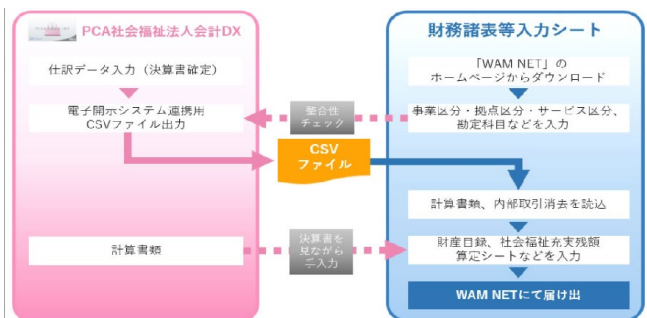 PCA社会福祉法人会計DX
仕訳データ入力（決算書確定）
電子開示システム連携用
CSVファイル出力
計算書類
整合性
チェック
CSV
ファイル
決算書を
見ながら
手入力
財務諸表等入力シート
「WAM NET」の
ホームページからダウンロード
事業区分・拠点区分・サービス区分、
勘定科目などを入力
計算書類、内部取引消去を読込
財産目録、社会福祉充実残額
算定シートなどを入力
WAM NETにて届け出